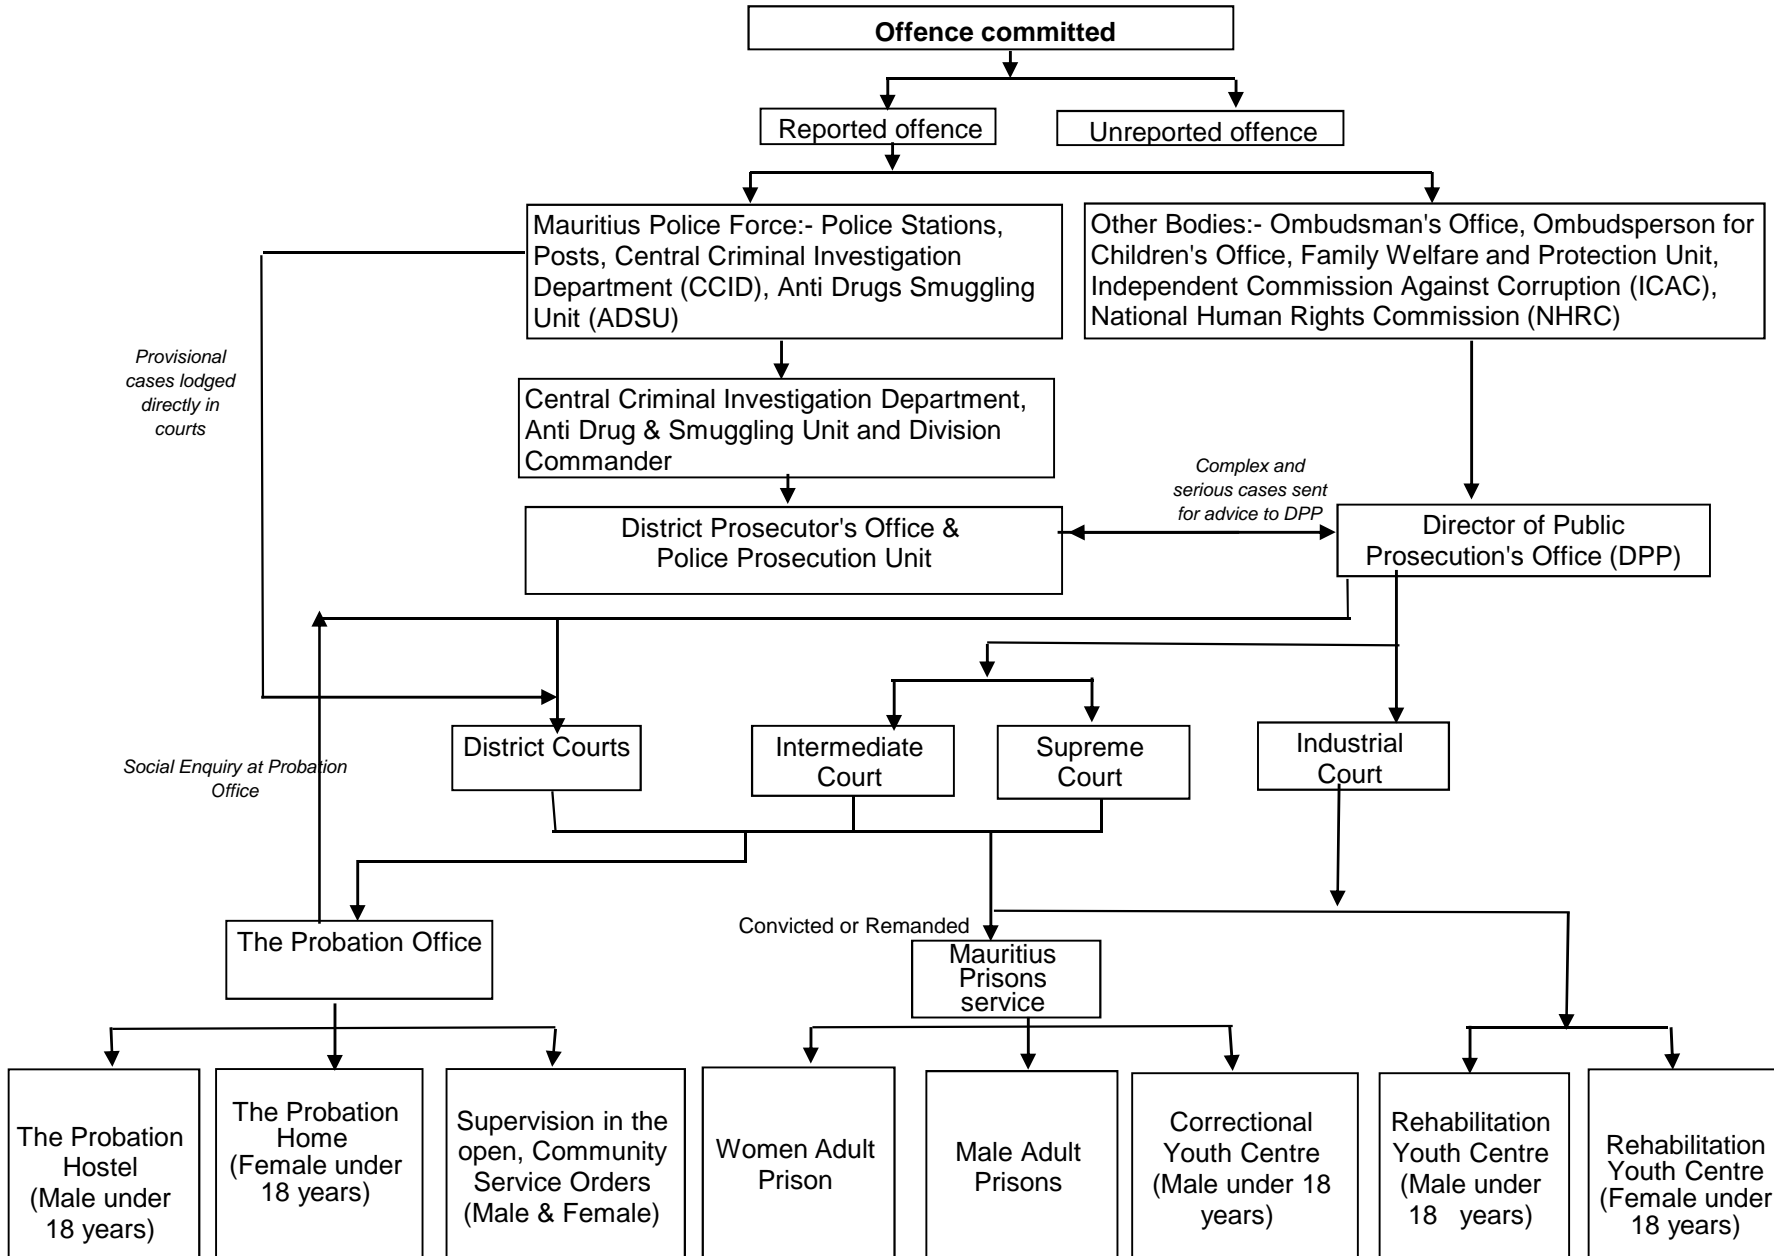 Offence committed
Reported offence
Unreported offence
Mauritius Police Force:- Police Stations,
Posts, Central Criminal Investigation
Department (CCID), Anti Drugs Smuggling
Unit (ADSU)
Other Bodies:- Ombudsman's Office, Ombudsperson for
Children's Office, Family Welfare and Protection Unit,
Independent Commission Against Corruption (ICAC),
National Human Rights Commission (NHRC)
Provisional
cases lodged
directly in
courts
Central Criminal Investigation Department,
Anti Drug & Smuggling Unit and Division
Commander
Complex and
serious cases sent
for advice to DPP
District Prosecutor's Office &
Police Prosecution Unit
Director of Public
Prosecution's Office (DPP)
District Courts
Intermediate
Court
Supreme
Court
Industrial
Court
Social Enquiry at Probation
Office
The Probation Office
Convicted or Remanded
Mauritius
Prisons
service
The Probation
Hostel
(Male under
18 years)
The Probation
Home
(Female under
18 years)
Supervision in the
open, Community
Service Orders
(Male & Female)
Women Adult
Prison
Male Adult
Prisons
Correctional
Youth Centre
(Male under 18
years)
Rehabilitation
Youth Centre
(Male under
18 years)
Rehabilitation
Youth Centre
(Female under
18 years)